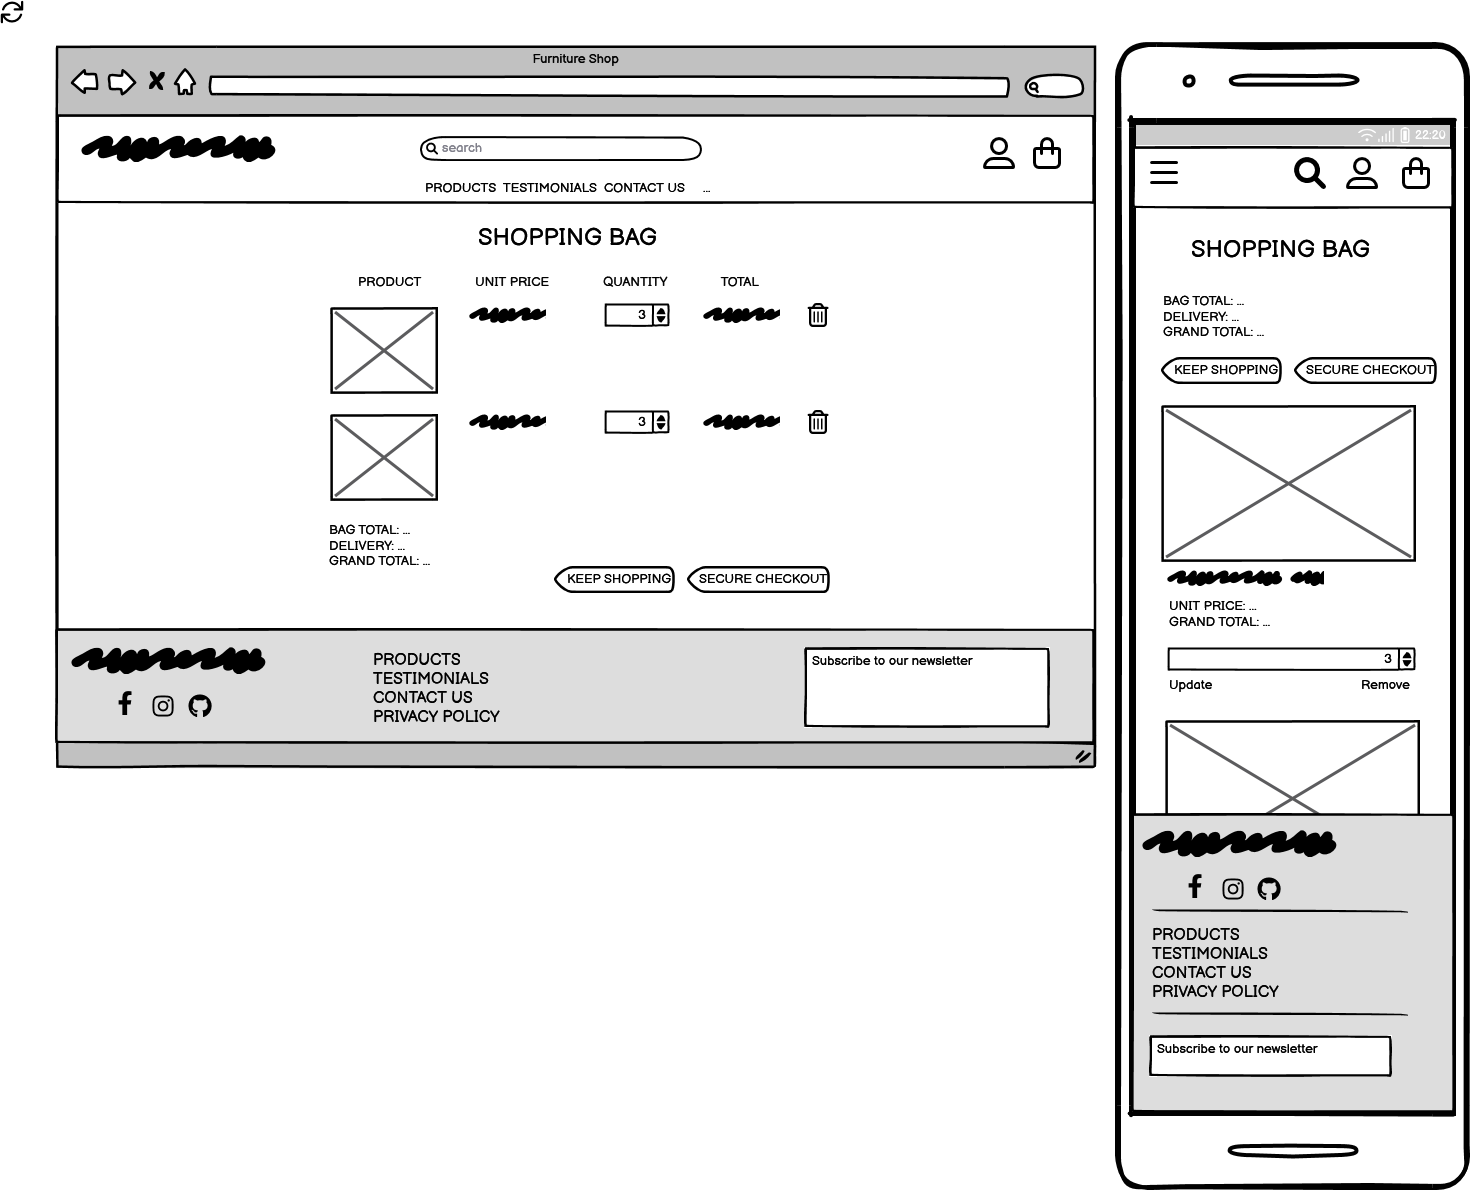 Furniture Shop
search
PRODUCTS TESTIMONIALS CONTACT US ...
SHOPPING BAG
PRODUCT UNIT PRICE QUANTITY TOTAL
3
3
BAG TOTAL: ...
DELIVERY: ...
GRAND TOTAL: ...
KEEP SHOPPING SECURE CHECKOUT
PRODUCTS
TESTIMONIALS
CONTACT US
PRIVACY POLICY
Subscribe to our newsletter
22:20
SHOPPING BAG
BAG TOTAL: ...
DELIVERY: ...
GRAND TOTAL: ...
KEEP SHOPPING SECURE CHECKOUT
UNIT PRICE: ...
GRAND TOTAL: ...
3
Update Remove
PRODUCTS
TESTIMONIALS
CONTACT US
PRIVACY POLICY
Subscribe to our newsletter